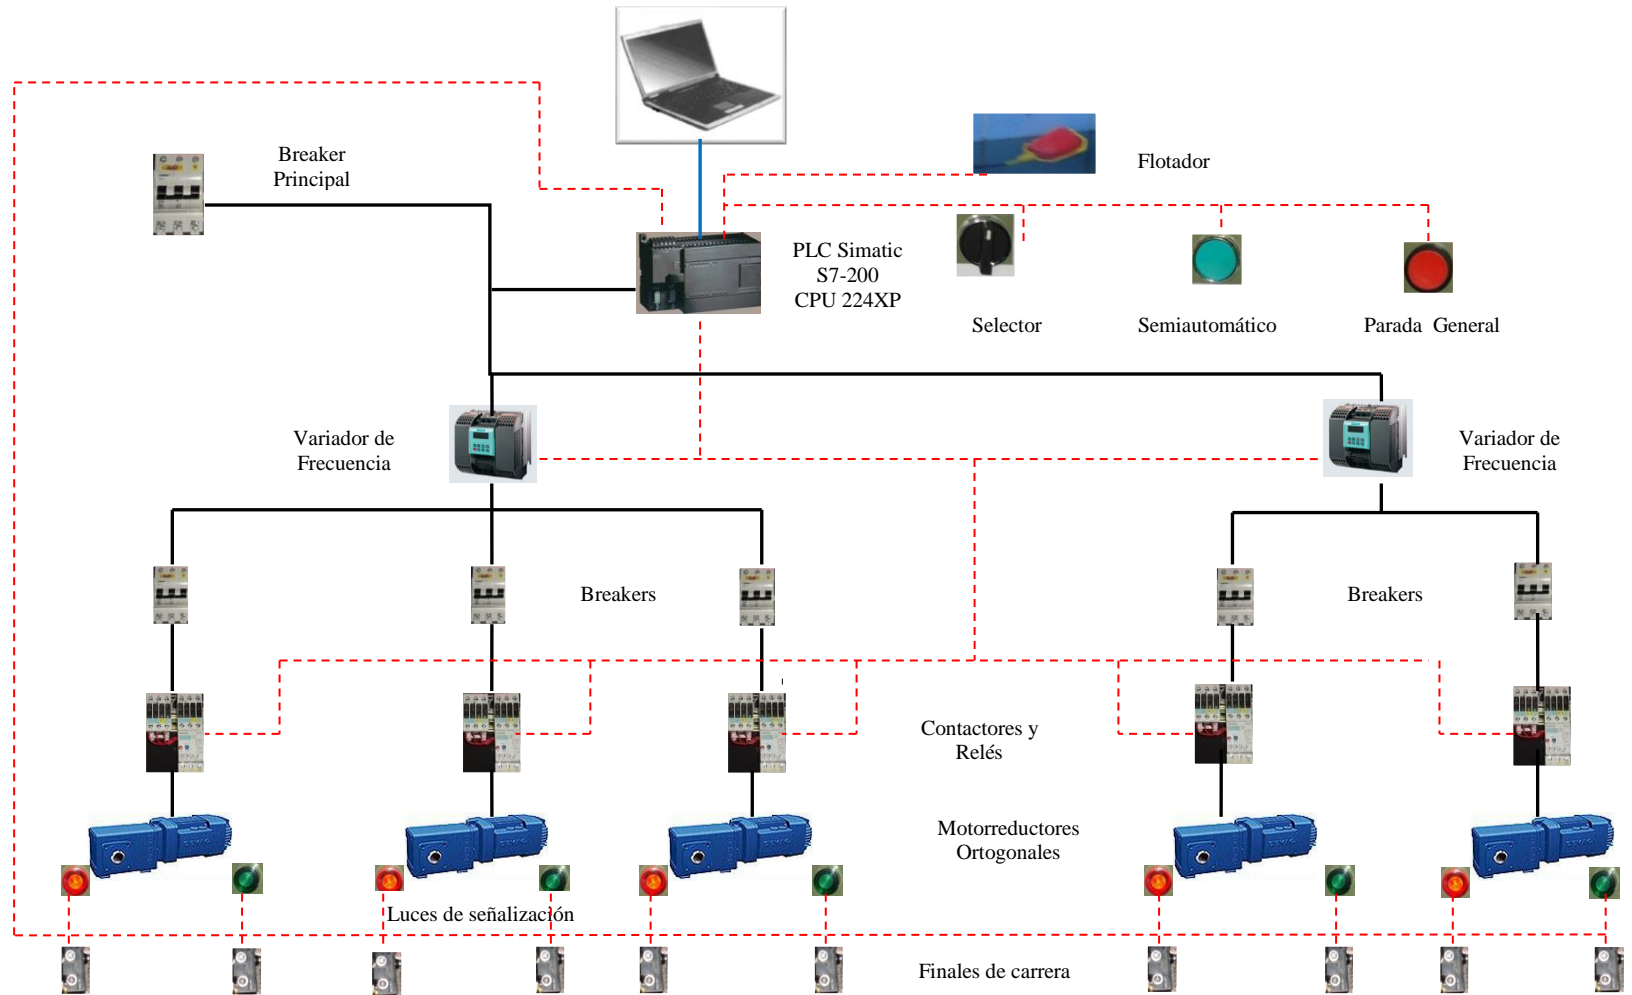 Breaker
Principal
Flotador
PLC Simatic
S7-200
CPU 224XP
Selector
Semiautomático
Parada General
Variador de
Frecuencia
Variador de
Frecuencia
Breakers
Breakers
Contactores y
Relés
Motorreductores
Ortogonales
Luces de señalización
Finales de carrera